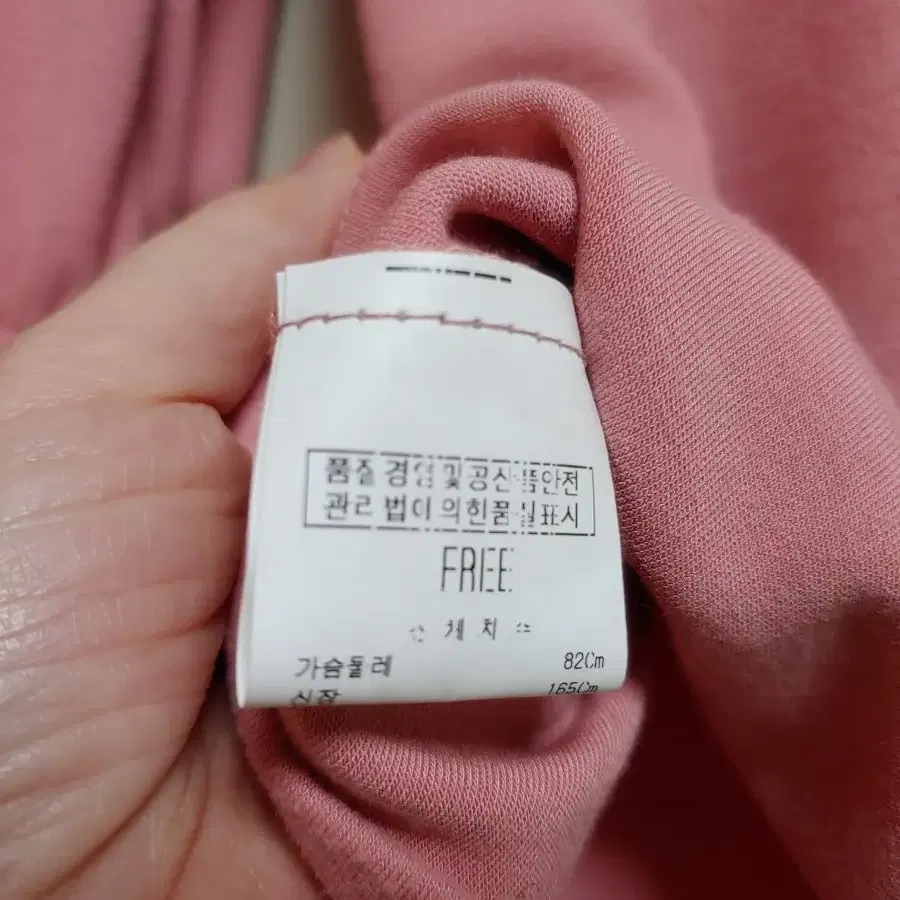 품질경영및공산품안전
관리법에의한품질표시
FREE
신체치수
가슴둘레 82Cm
신장 165Cm